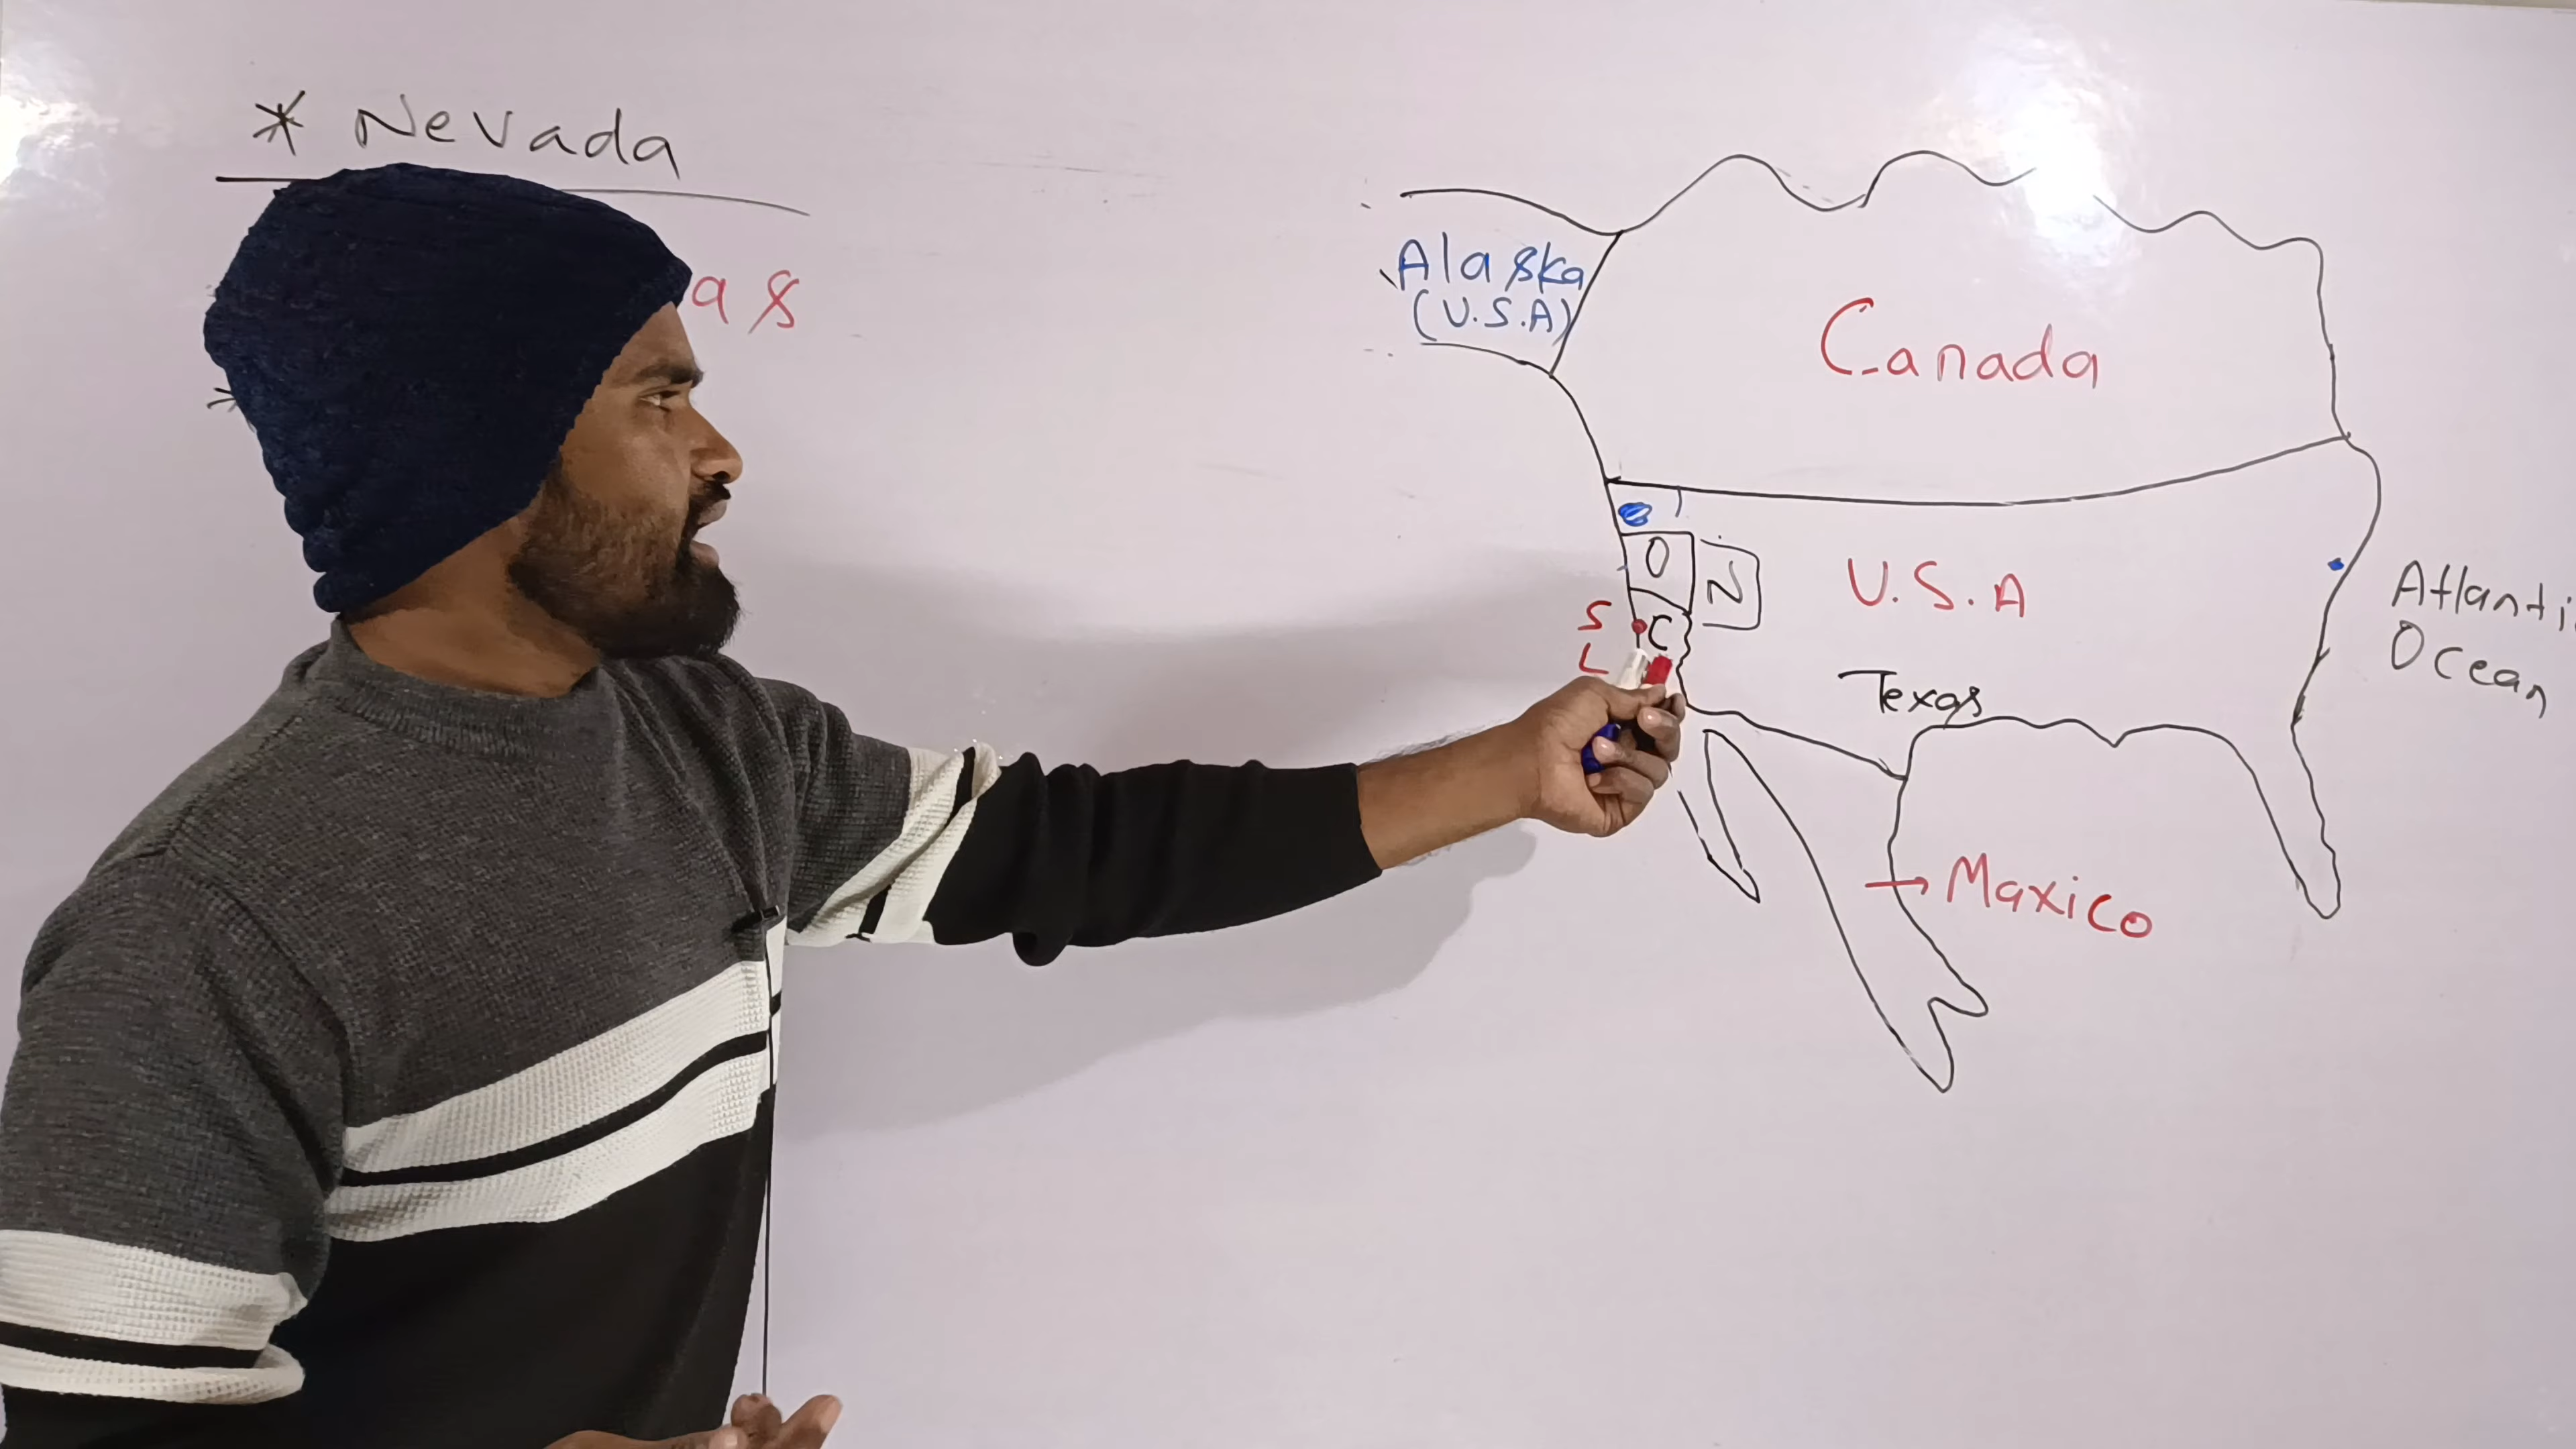 * Nevada
Alaska
(U.S.A)
Canada
O
N
U.S.A
S
C
L
Texas
Atlanti
Ocean
→ Maxico